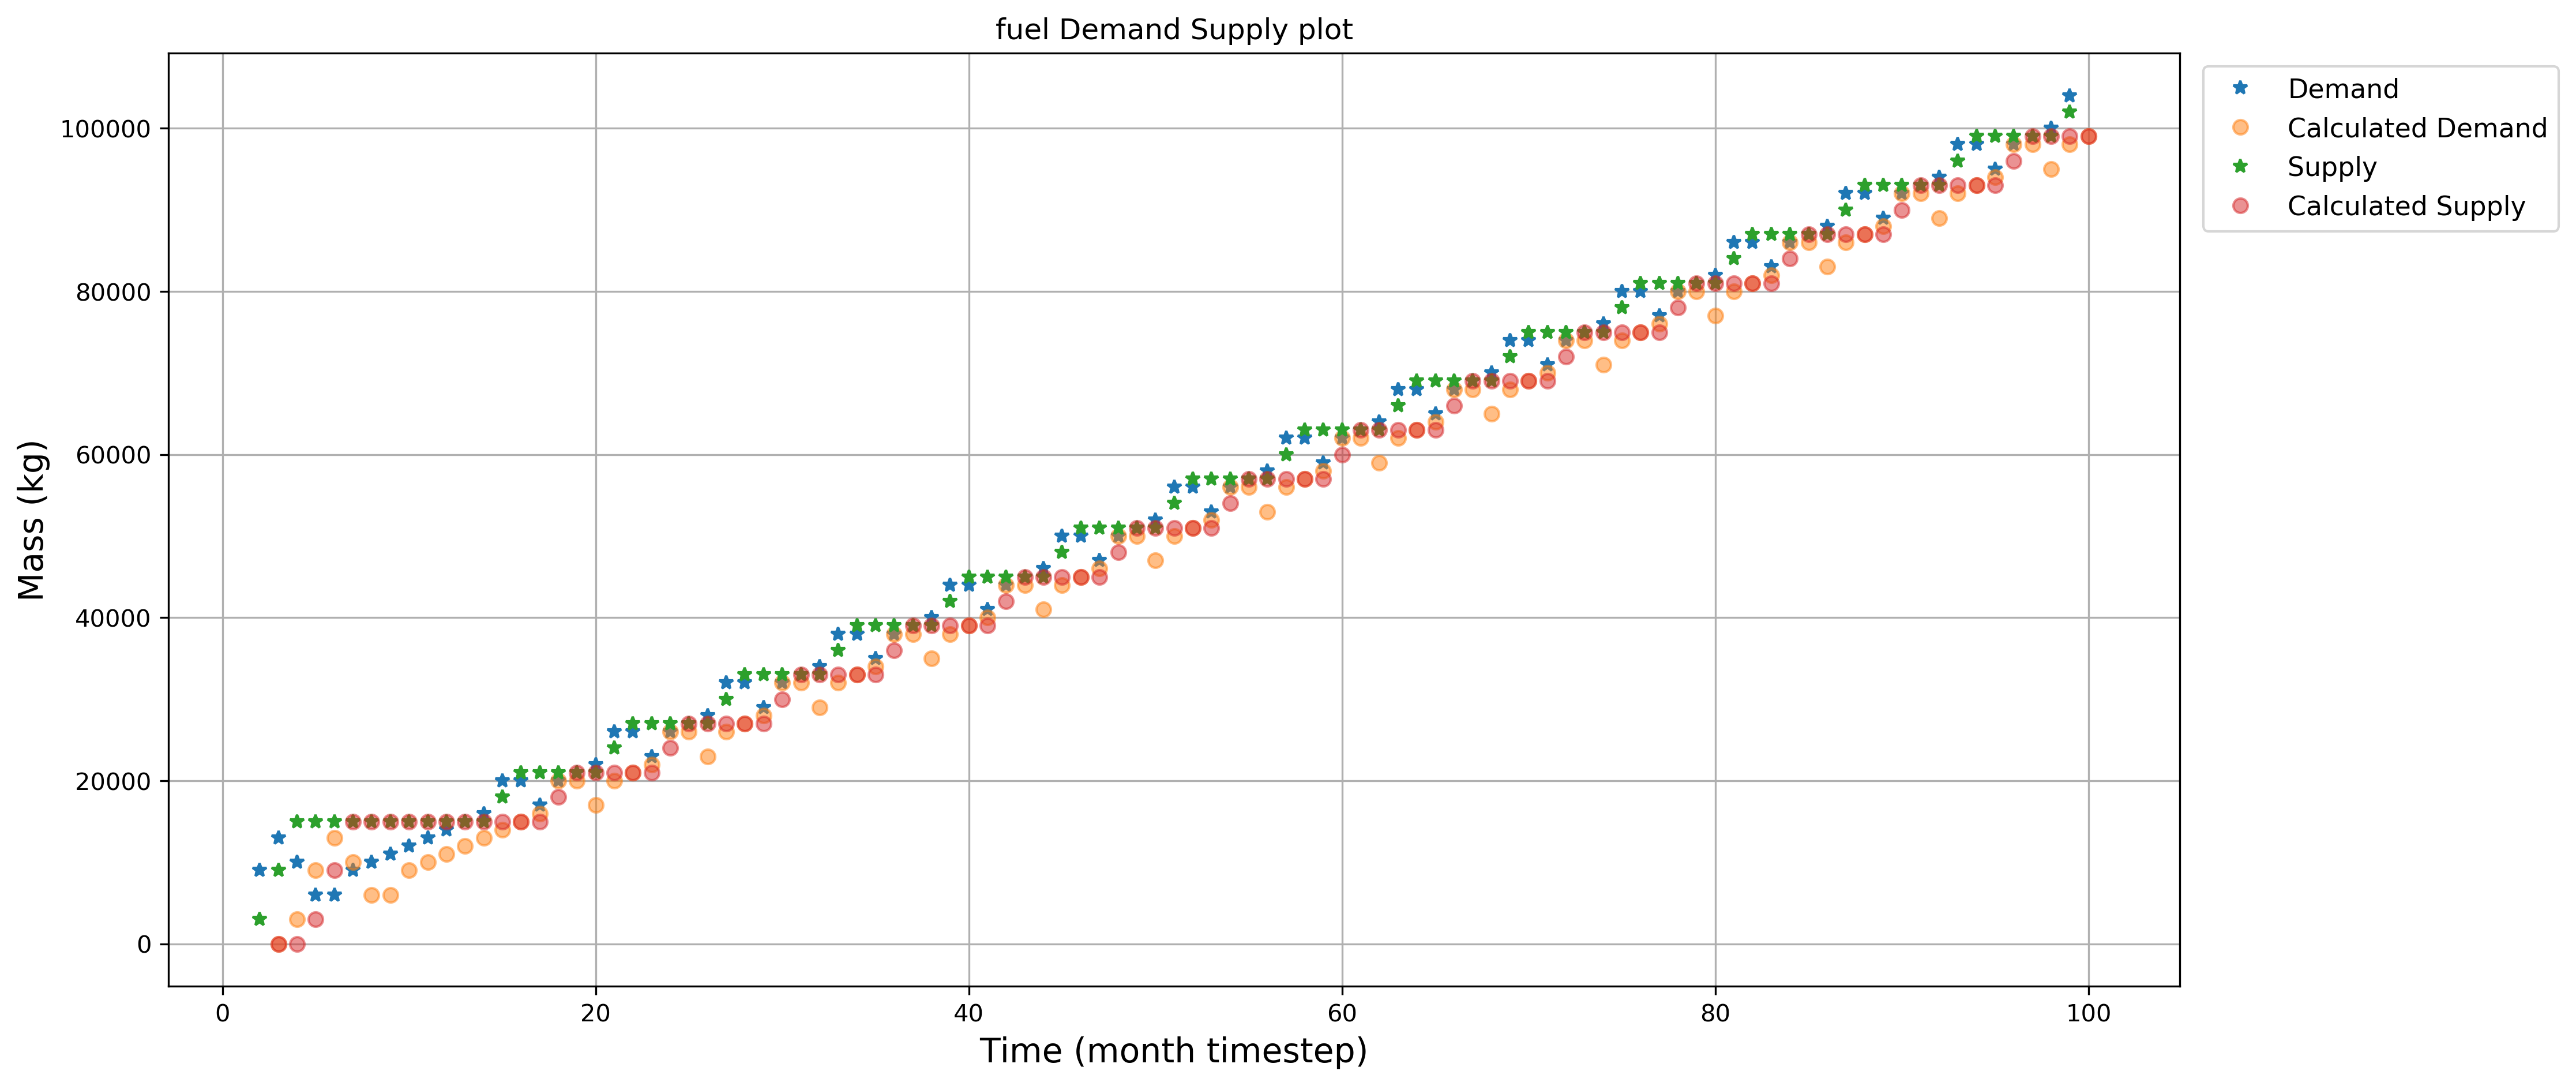 fuel Demand Supply plot
Demand
Calculated Demand
Supply
Calculated Supply
Mass (kg)
100000
80000
60000
40000
20000
0
0 20 40 60 80 100
Time (month timestep)